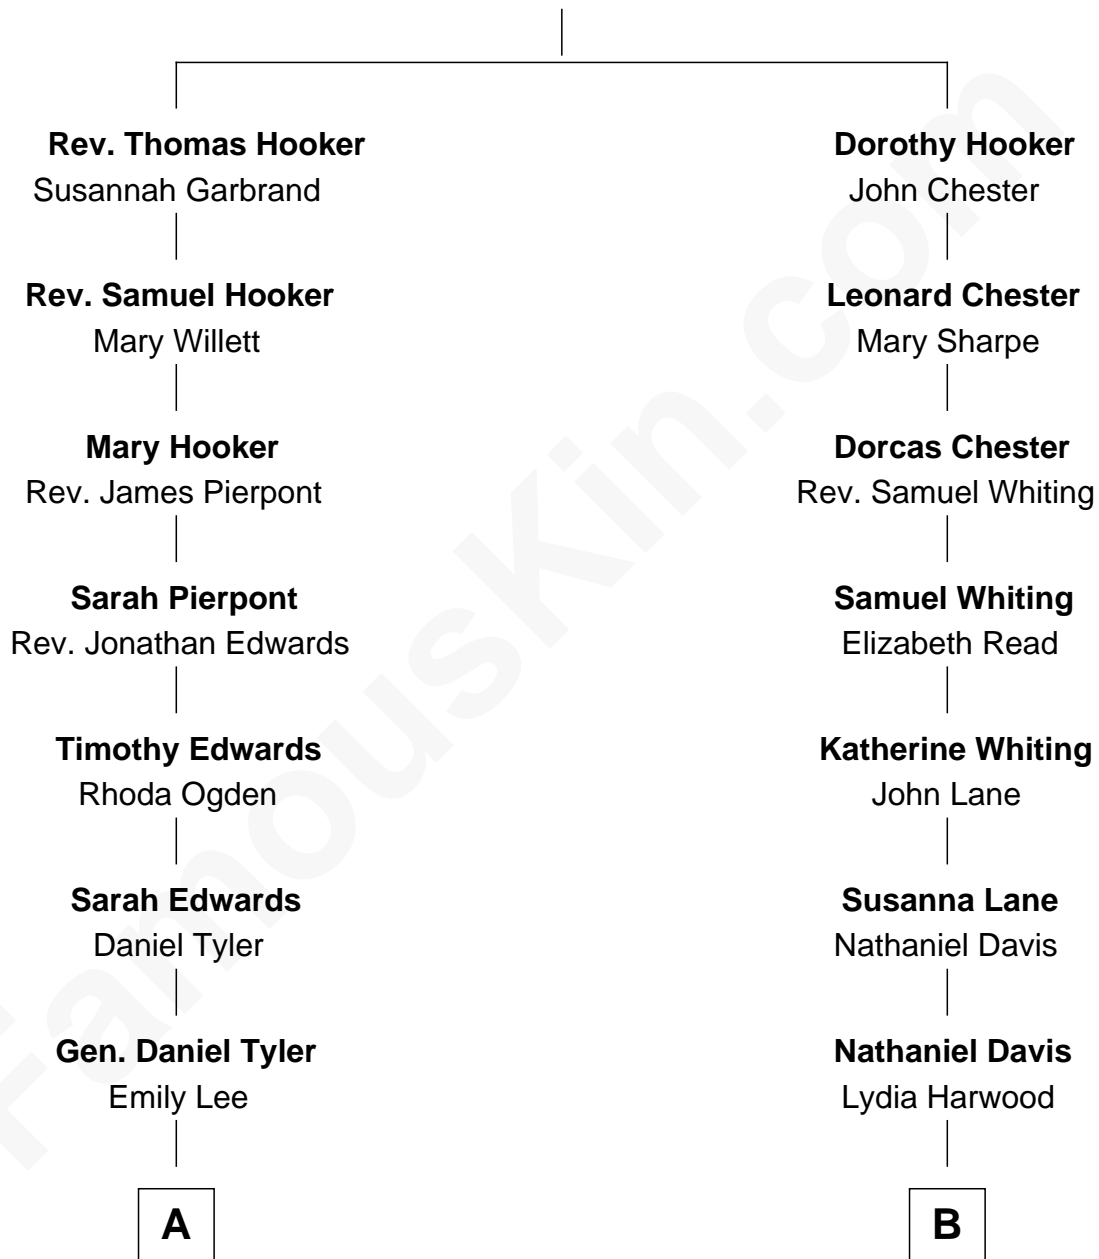 Rev. Thomas Hooker
Susannah Garbrand
Rev. Samuel Hooker
Mary Willett
Mary Hooker
Rev. James Pierpont
Sarah Pierpont
Rev. Jonathan Edwards
Timothy Edwards
Rhoda Ogden
Sarah Edwards
Daniel Tyler
Gen. Daniel Tyler
Emily Lee
A
Dorothy Hooker
John Chester
Leonard Chester
Mary Sharpe
Dorcas Chester
Rev. Samuel Whiting
Samuel Whiting
Elizabeth Read
Katherine Whiting
John Lane
Susanna Lane
Nathaniel Davis
Nathaniel Davis
Lydia Harwood
B
FamousKin.com